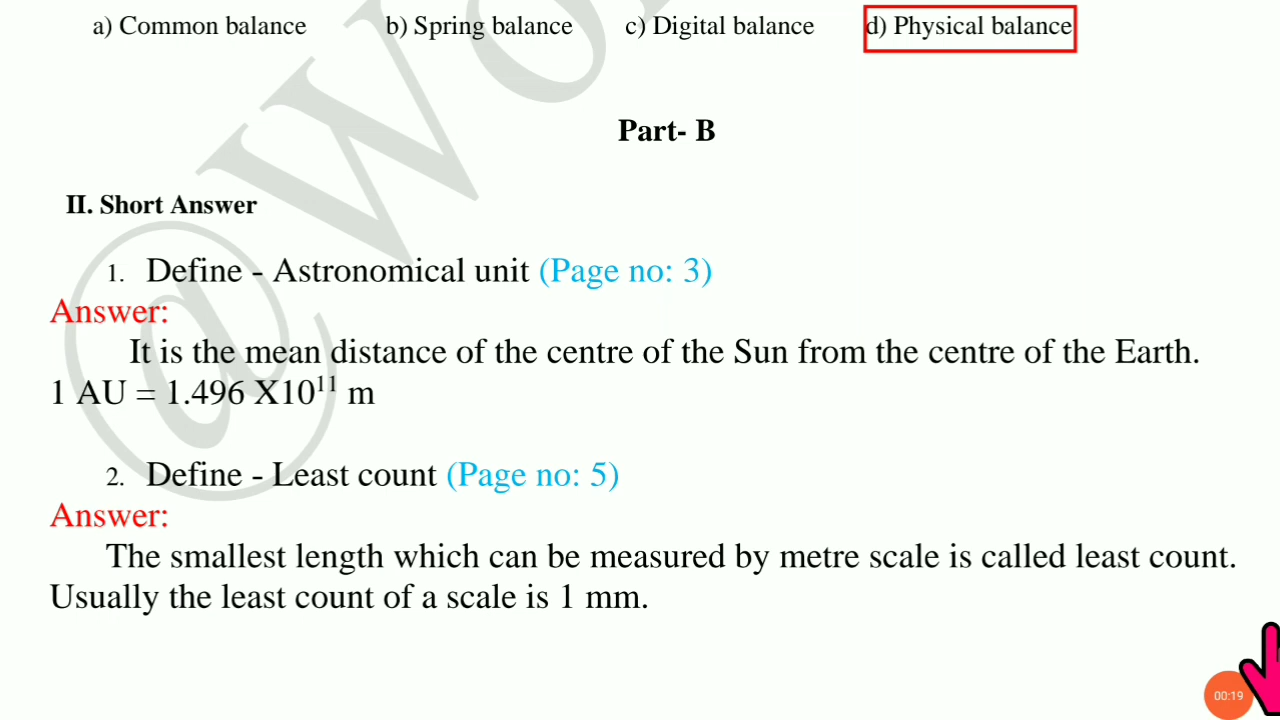 a) Common balance b) Spring balance c) Digital balance d) Physical balance
Part- B
II. Short Answer
1. Define - Astronomical unit (Page no: 3)
Answer:
It is the mean distance of the centre of the Sun from the centre of the Earth.
1 AU = 1.496 X10¹¹ m
2. Define - Least count (Page no: 5)
Answer:
The smallest length which can be measured by metre scale is called least count.
Usually the least count of a scale is 1 mm.
00:19